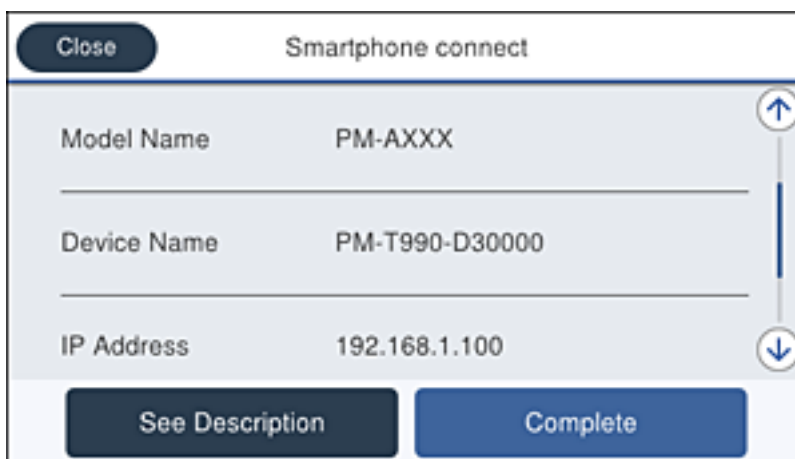 Close Smartphone connect
Model Name PM-AXXX
Device Name PM-T990-D30000
IP Address 192.168.1.100
See Description Complete